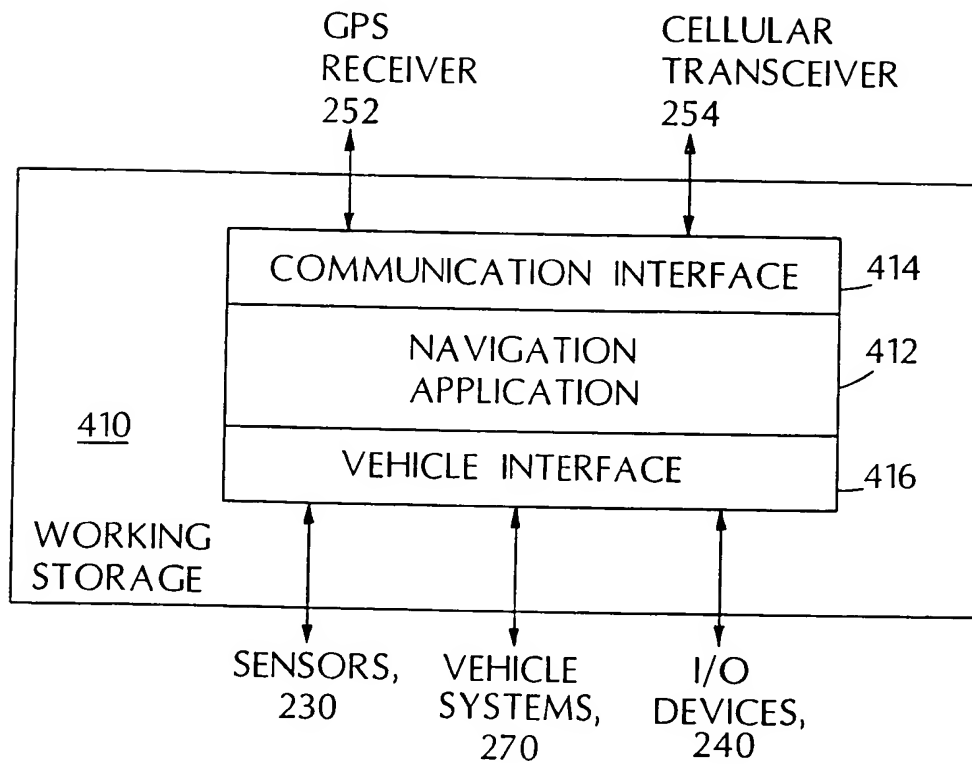 GPS
RECEIVER
252
CELLULAR
TRANSCEIVER
254
COMMUNICATION INTERFACE
414
NAVIGATION
APPLICATION
412
VEHICLE INTERFACE
416
410
WORKING
STORAGE
SENSORS,
230
VEHICLE
SYSTEMS,
270
I/O
DEVICES,
240